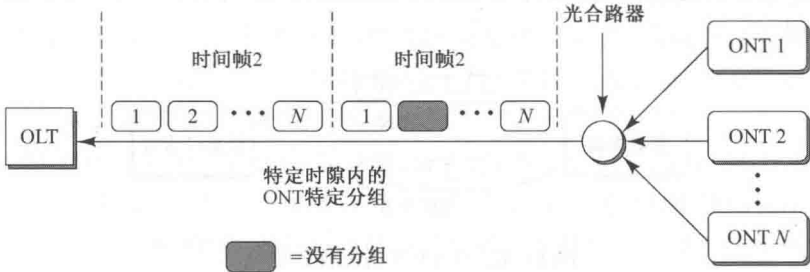 光合路器
时间帧2
时间帧2
ONT 1
1
2
···
N
1
···
N
OLT
ONT 2
特定时隙内的
ONT特定分组
ONT N
=没有分组